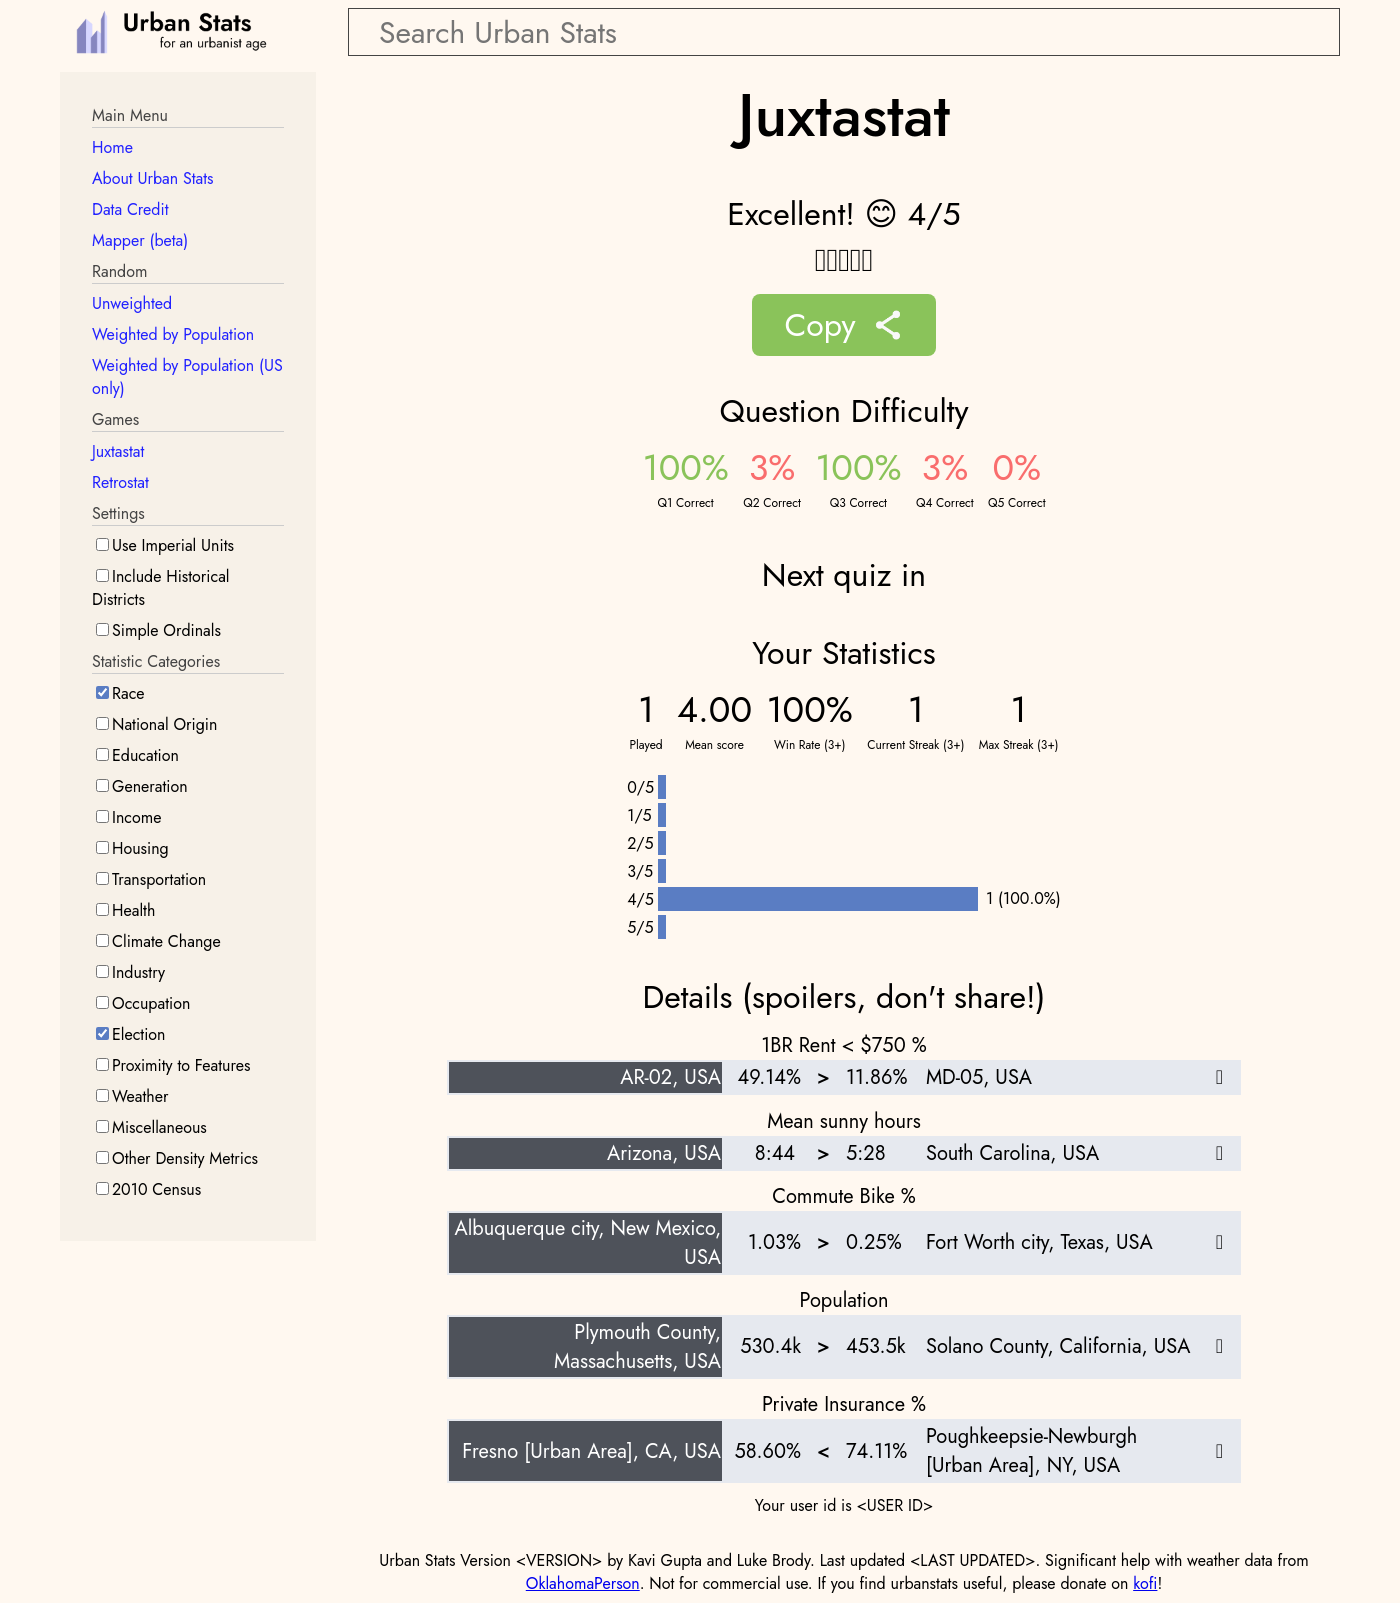 Urban Stats
for an urbanist age
Search Urban Stats
Main Menu
Home
About Urban Stats
Data Credit
Mapper (beta)
Random
Unweighted
Weighted by Population
Weighted by Population (US
only)
Games
Juxtastat
Retrostat
Settings
Use Imperial Units
Include Historical
Districts
Simple Ordinals
Statistic Categories
Race
National Origin
Education
Generation
Income
Housing
Transportation
Health
Climate Change
Industry
Occupation
Election
Proximity to Features
Weather
Miscellaneous
Other Density Metrics
2010 Census
Juxtastat
Excellent! 😊 4/5
Copy
Question Difficulty
100% 3% 100% 3% 0%
Q1 Correct Q2 Correct Q3 Correct Q4 Correct Q5 Correct
Next quiz in
Your Statistics
1 4.00 100% 1 1
Played Mean score Win Rate (3+) Current Streak (3+) Max Streak (3+)
0/5
1/5
2/5
3/5
4/5 1 (100.0%)
5/5
Details (spoilers, don't share!)
1BR Rent < $750 %
AR-02, USA 49.14% > 11.86% MD-05, USA
Mean sunny hours
Arizona, USA 8:44 > 5:28 South Carolina, USA
Commute Bike %
Albuquerque city, New Mexico,
USA 1.03% > 0.25% Fort Worth city, Texas, USA
Population
Plymouth County,
Massachusetts, USA 530.4k > 453.5k Solano County, California, USA
Private Insurance %
Fresno [Urban Area], CA, USA 58.60% < 74.11% Poughkeepsie-Newburgh
[Urban Area], NY, USA
Your user id is <USER ID>
Urban Stats Version <VERSION> by Kavi Gupta and Luke Brody. Last updated <LAST UPDATED>. Significant help with weather data from
OklahomaPerson. Not for commercial use. If you find urbanstats useful, please donate on kofi!